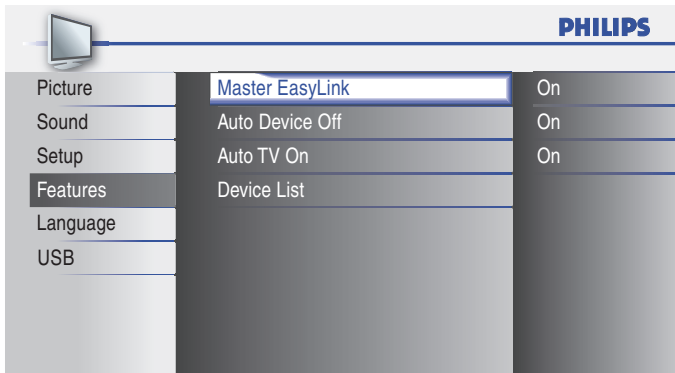 PHILIPS
Picture
Master EasyLink
On
Sound
Auto Device Off
On
Setup
Auto TV On
On
Features
Device List
Language
USB